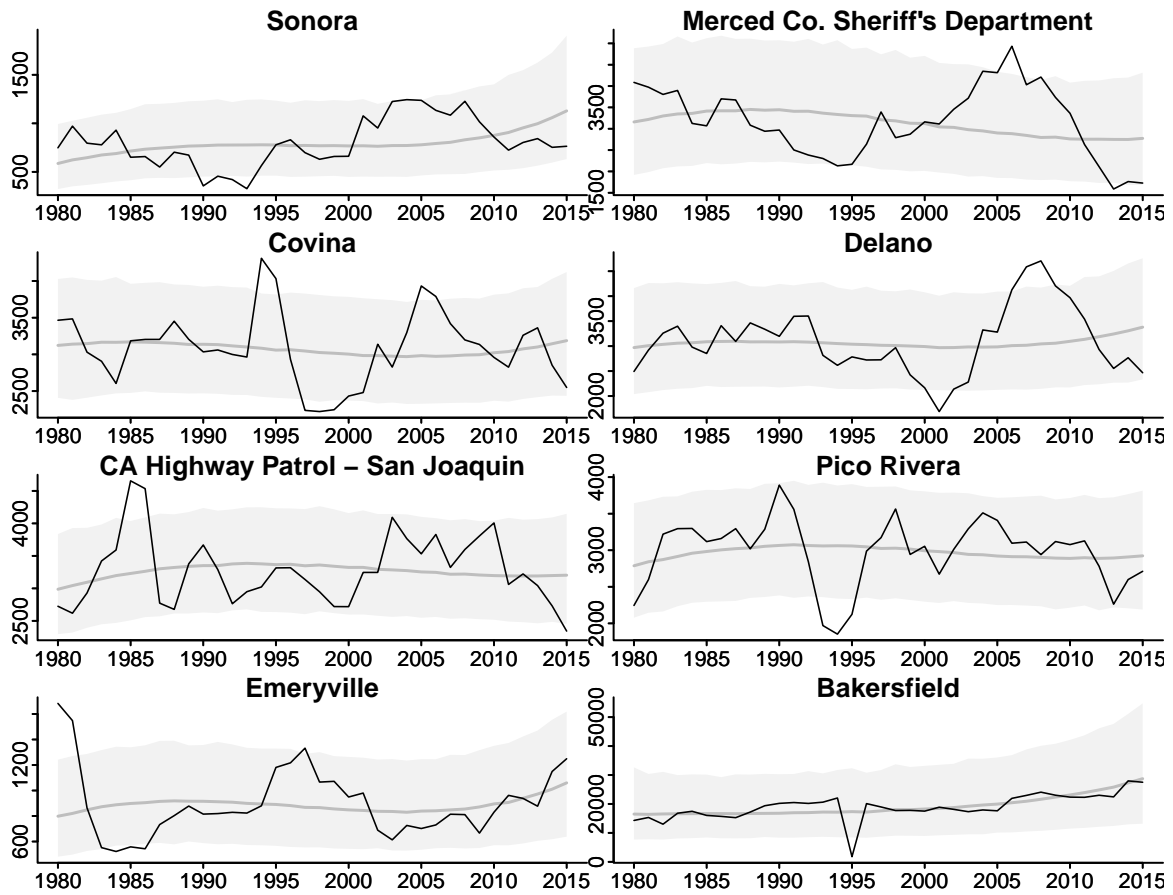 Sonora
Merced Co. Sheriff's Department
1500
500
3500
1500
1980 1985 1990 1995 2000 2005 2010 2015
1980 1985 1990 1995 2000 2005 2010 2015
Covina
Delano
3500
2500
3500
2000
1980 1985 1990 1995 2000 2005 2010 2015
1980 1985 1990 1995 2000 2005 2010 2015
CA Highway Patrol − San Joaquin
Pico Rivera
4000
2500
4000
3000
2000
1980 1985 1990 1995 2000 2005 2010 2015
1980 1985 1990 1995 2000 2005 2010 2015
Emeryville
Bakersfield
1200
600
50000
20000
0
1980 1985 1990 1995 2000 2005 2010 2015
1980 1985 1990 1995 2000 2005 2010 2015